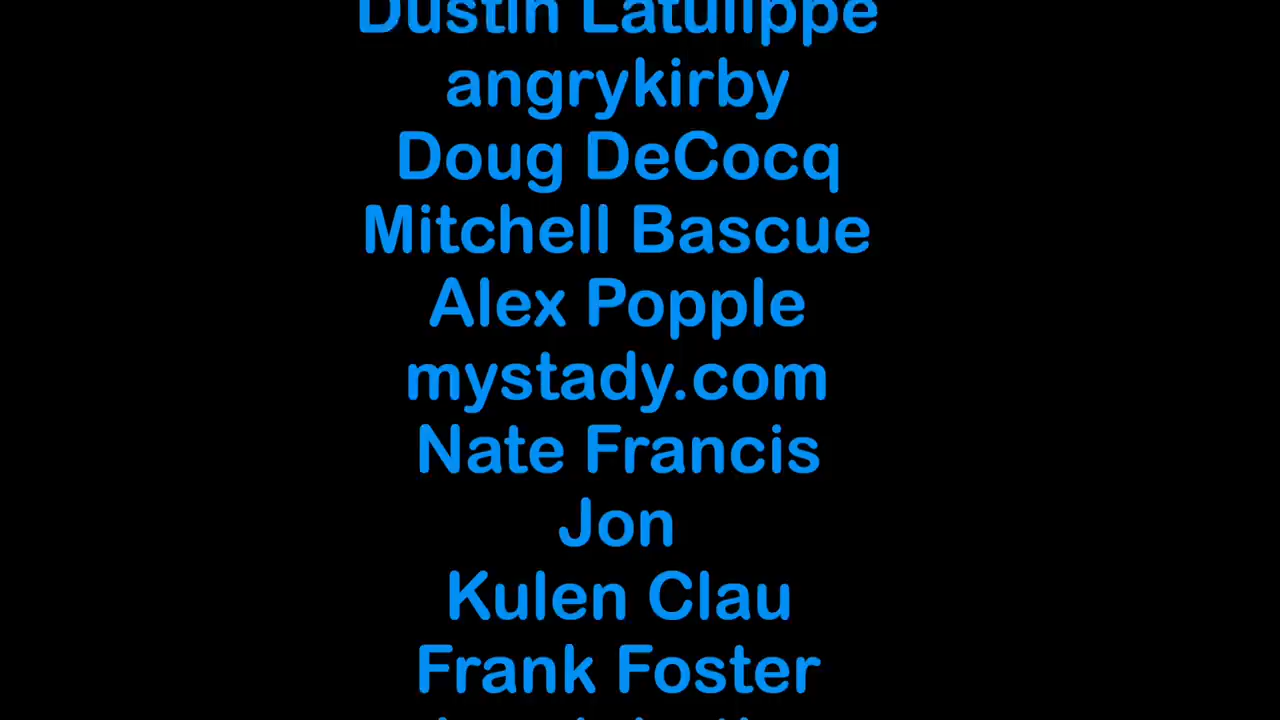 Dustin Latulippe
angrykirby
Doug DeCocq
Mitchell Bascue
Alex Popple
mystady.com
Nate Francis
Jon
Kulen Clau
Frank Foster